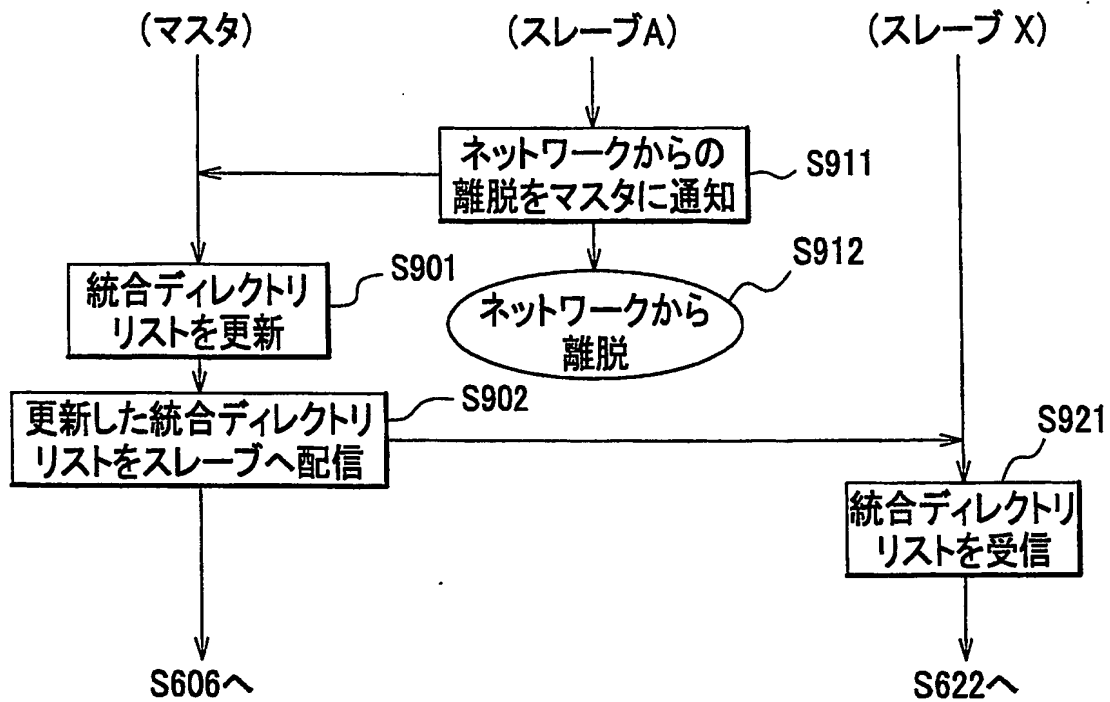 (マスタ)
(スレーブA)
(スレーブ X)
ネットワークからの
離脱をマスタに通知
S911
S901
統合ディレクトリ
リストを更新
S912
ネットワークから
離脱
S902
更新した統合ディレクトリ
リストをスレーブへ配信
S921
統合ディレクトリ
リストを受信
S606へ
S622へ